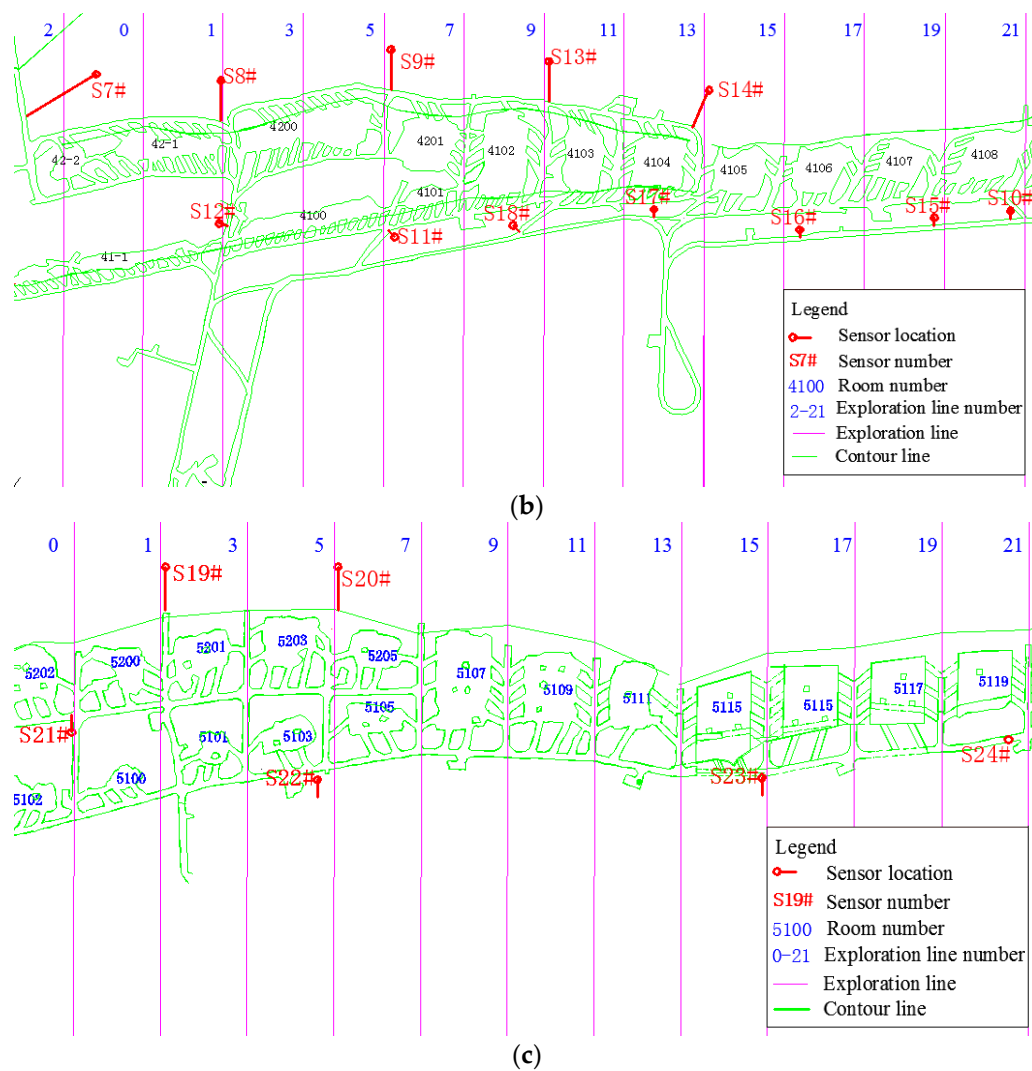 2 0 1 3 5 7 9 11 13 15 17 19 21
S9#
S13#
S7# S8# S14#
4200
42-2 42-1 4201 4102 4103 4104 4105 4106 4107 4108
4101
S12# 4100 S18# S17# S16# S15# S10#
S11#
41-1
Legend
Sensor location
S7# Sensor number
4100 Room number
2-21 Exploration line number
Exploration line
Contour line
(b)
0 1 3 5 7 9 11 13 15 17 19 21
S19# S20#
5202 5200 5201 5203 5205 5107 5109 5111 5115 5115 5117 5119
5105
S21# 5101 5103 S24#
5102 5100 S22# S23#
Legend
Sensor location
S19# Sensor number
5100 Room number
0-21 Exploration line number
Exploration line
Contour line
(c)